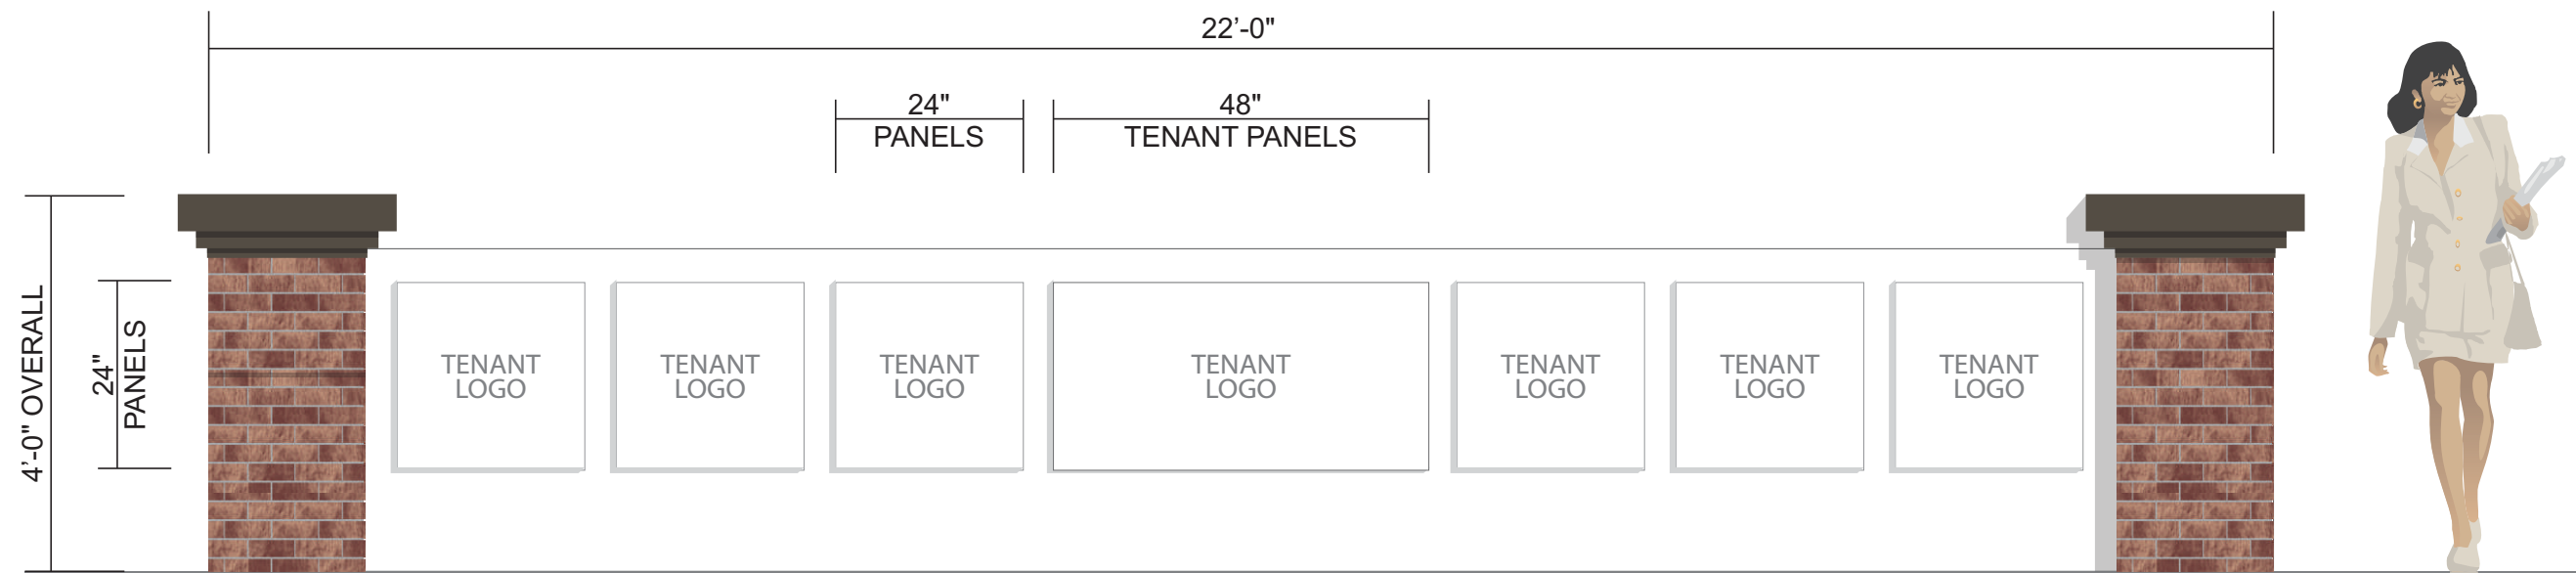 22’-0"
24"
PANELS
48"
TENANT PANELS
4’-0" OVERALL
24"
PANELS
TENANT
LOGO
TENANT
LOGO
TENANT
LOGO
TENANT
LOGO
TENANT
LOGO
TENANT
LOGO
TENANT
LOGO